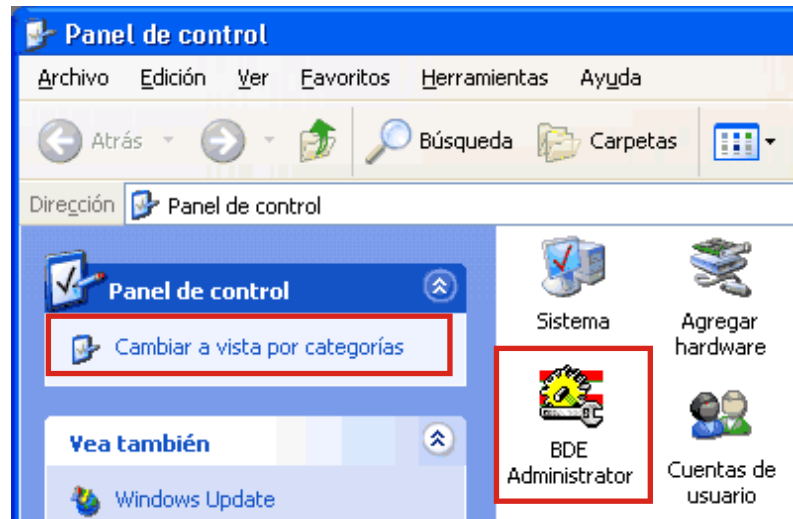 Panel de control
Archivo Edición Ver Favoritos Herramientas Ayuda
Atrás Búsqueda Carpetas
Dirección Panel de control
Panel de control
Cambiar a vista por categorías
Vea también
Windows Update
Sistema
Agregar
hardware
BDE
Administrator
Cuentas de
usuario